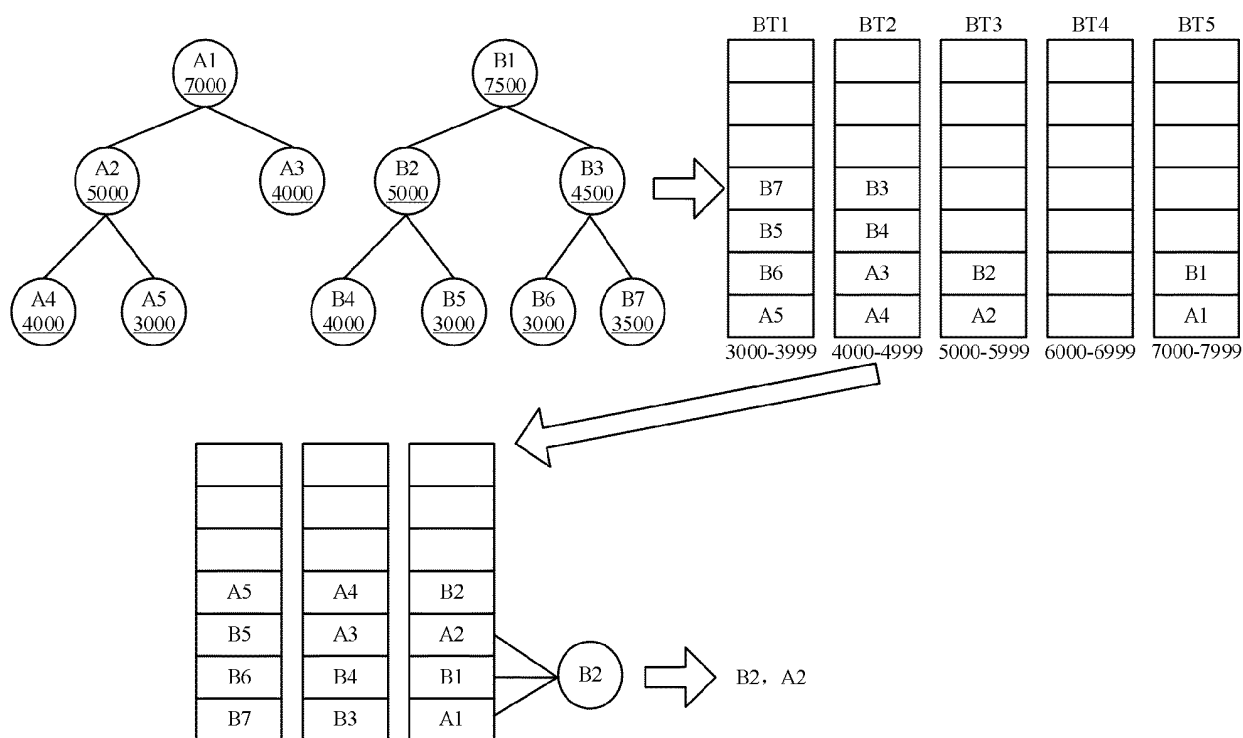 A1
7000
B1
7500
A2
5000
A3
4000
B2
5000
B3
4500
A4
4000
A5
3000
B4
4000
B5
3000
B6
3000
B7
3500
BT1 BT2 BT3 BT4 BT5
B7 B3
B5 B4
B6 A3 B2 B1
A5 A4 A2 A1
3000-3999 4000-4999 5000-5999 6000-6999 7000-7999
A5 A4 B2
B5 A3 A2
B6 B4 B1
B7 B3 A1
B2
B2，A2